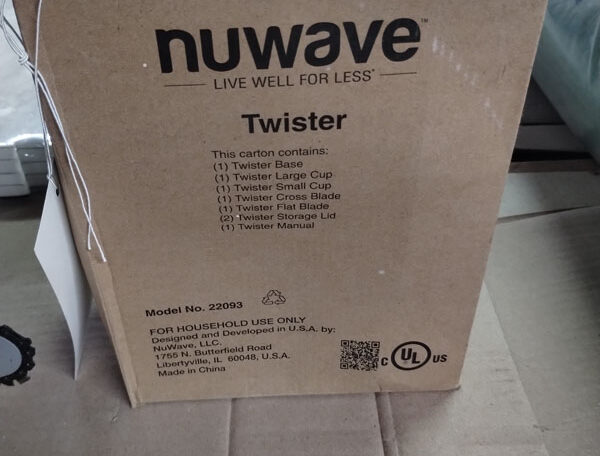 nuwave™
LIVE WELL FOR LESS®
Twister
This carton contains:
(1) Twister Base
(1) Twister Large Cup
(1) Twister Small Cup
(1) Twister Cross Blade
(1) Twister Flat Blade
(2) Twister Storage Lid
(1) Twister Manual
Model No. 22093
FOR HOUSEHOLD USE ONLY
Designed and Developed in U.S.A. by:
NuWave, LLC.
1755 N. Butterfield Road
Libertyville, IL 60048, U.S.A.
Made in China
C UL US